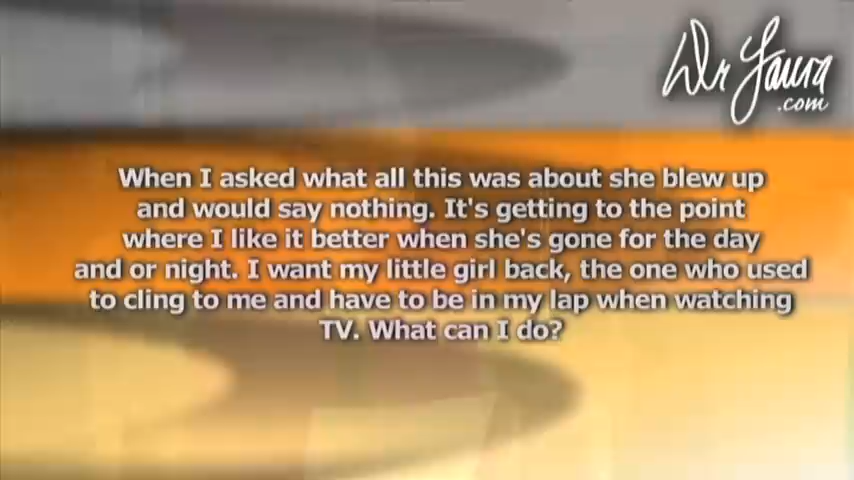 Dr Laura
.com
When I asked what all this was about she blew up
and would say nothing. It's getting to the point
where I like it better when she's gone for the day
and or night. I want my little girl back, the one who used
to cling to me and have to be in my lap when watching
TV. What can I do?